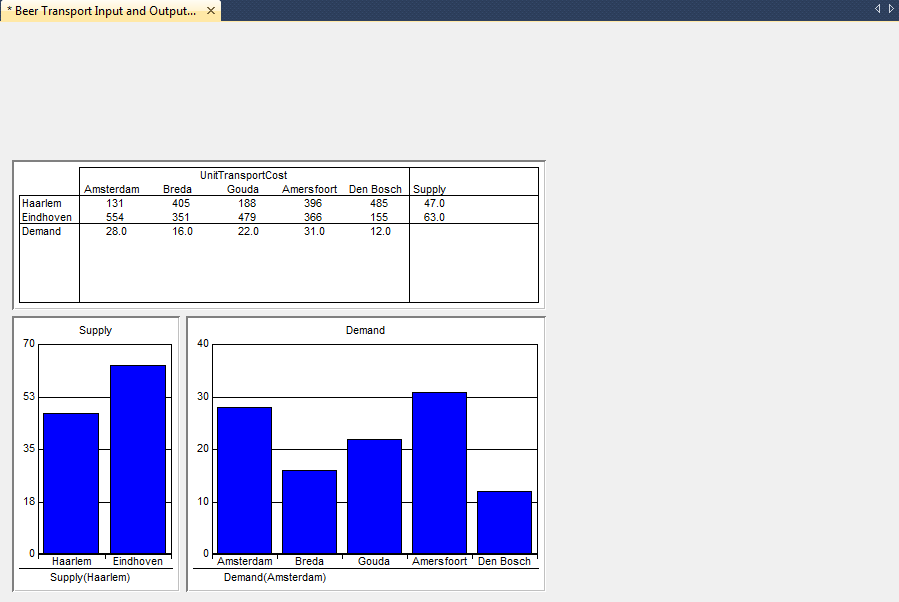 * Beer Transport Input and Output...
UnitTransportCost
Amsterdam Breda Gouda Amersfoort Den Bosch Supply
Haarlem 131 405 188 396 485 47.0
Eindhoven 554 351 479 366 155 63.0
Demand 28.0 16.0 22.0 31.0 12.0
Supply
70
53
35
18
0
Haarlem Eindhoven
Supply(Haarlem)
Demand
40
30
20
10
0
Amsterdam Breda Gouda Amersfoort Den Bosch
Demand(Amsterdam)